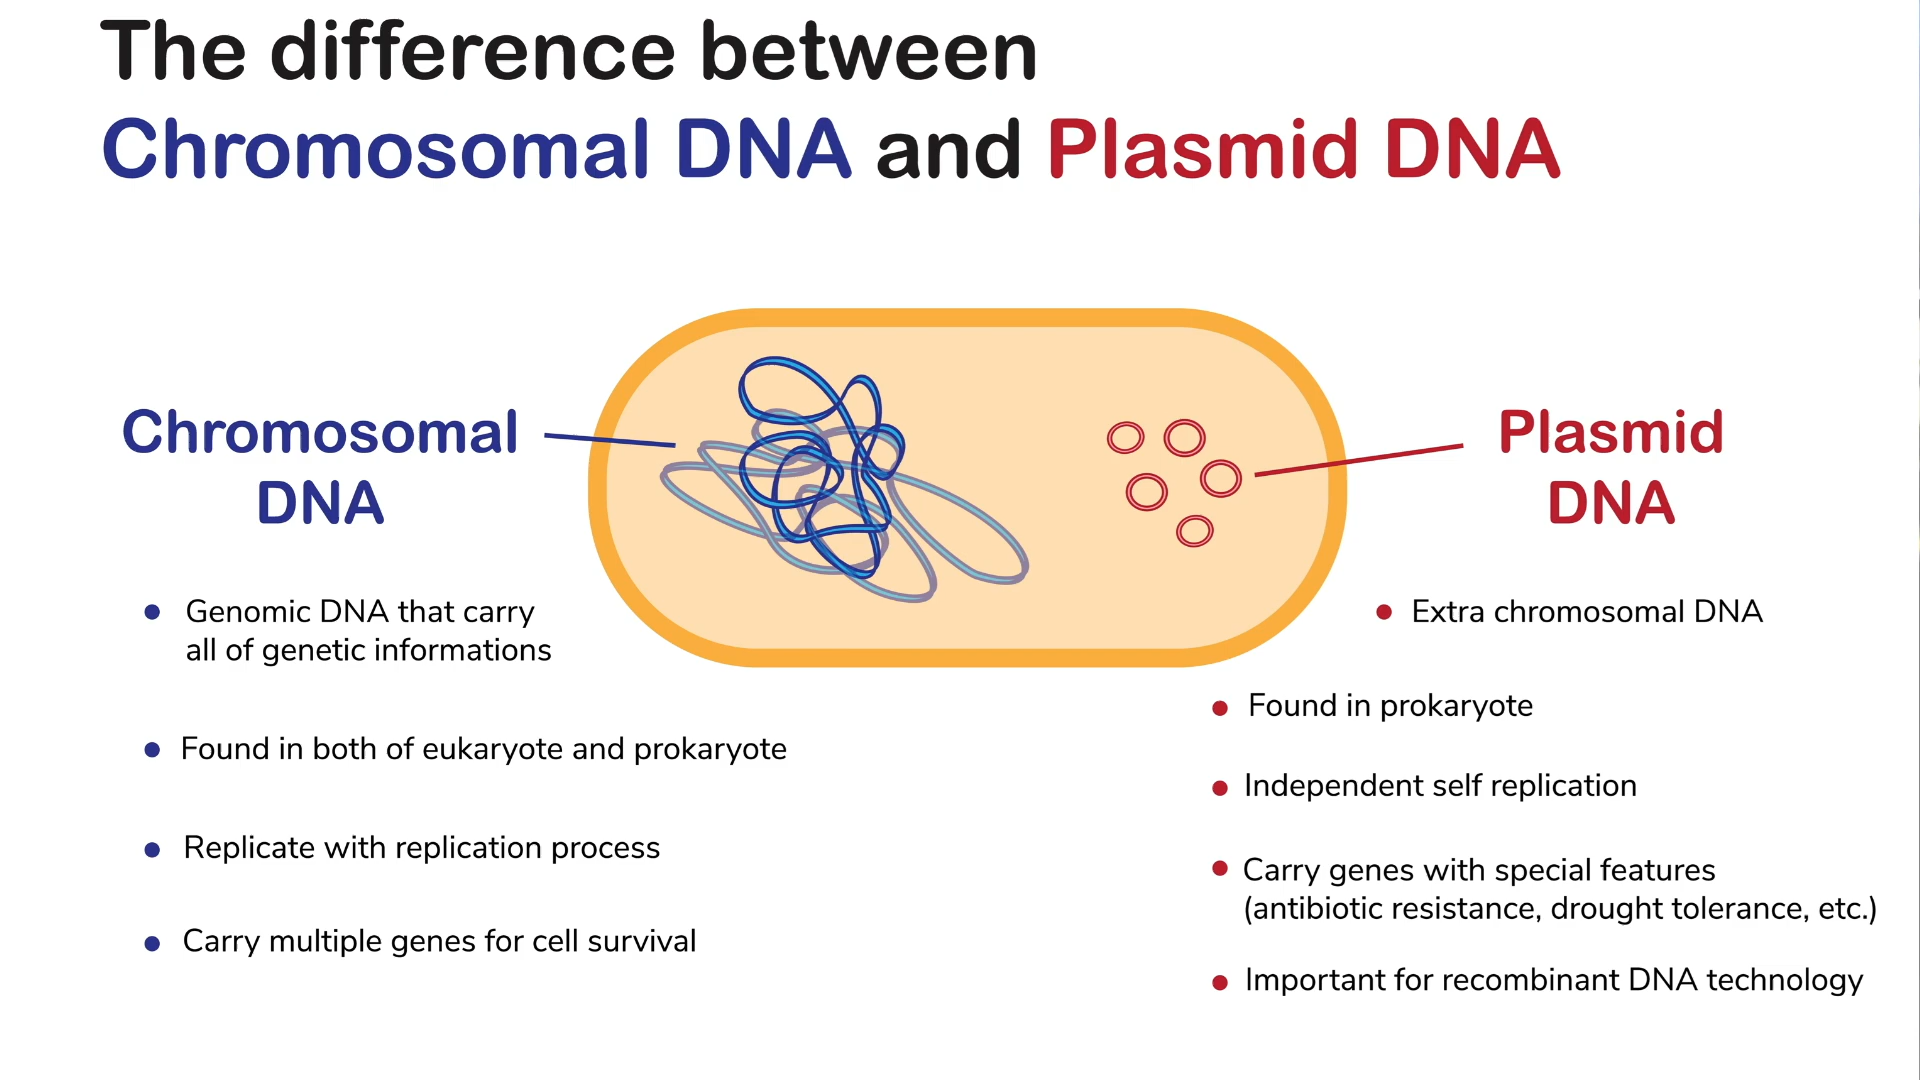 The difference between
Chromosomal DNA and Plasmid DNA
Chromosomal
DNA
• Genomic DNA that carry
all of genetic informations
• Found in both of eukaryote and prokaryote
• Replicate with replication process
• Carry multiple genes for cell survival
Plasmid
DNA
• Extra chromosomal DNA
• Found in prokaryote
• Independent self replication
• Carry genes with special features
(antibiotic resistance, drought tolerance, etc.)
• Important for recombinant DNA technology